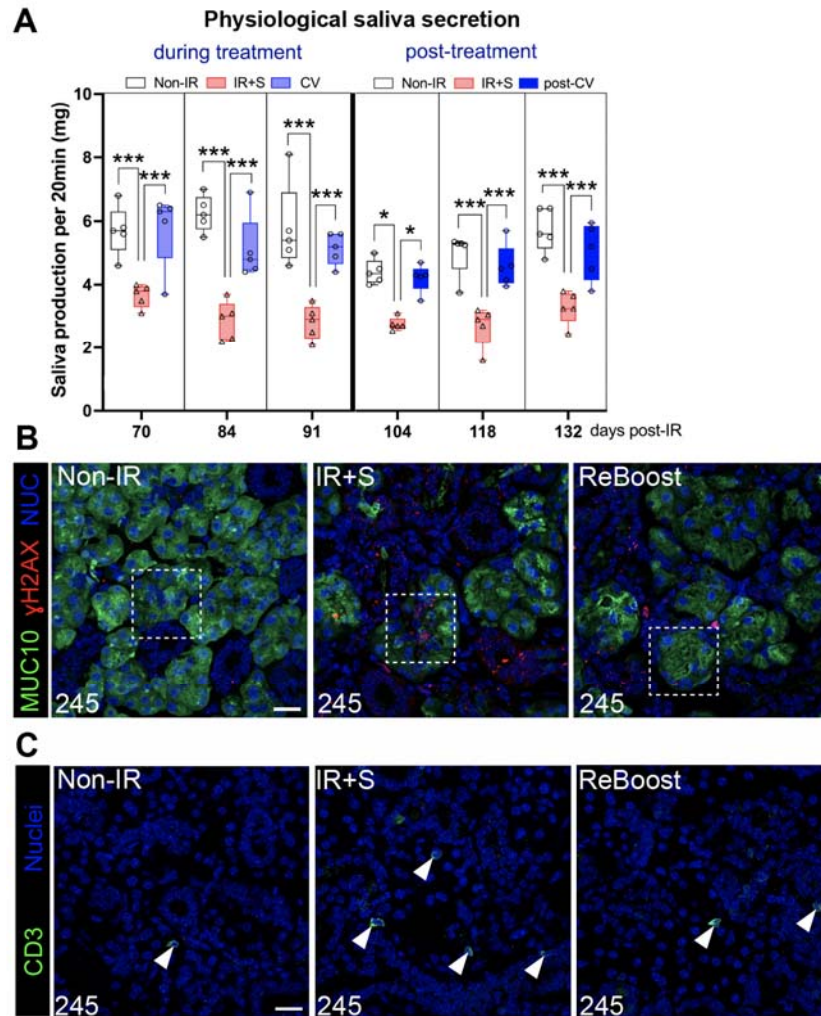 A
Physiological saliva secretion
during treatment post-treatment
Non-IR IR+S CV Non-IR IR+S post-CV
Saliva production per 20min (mg)
10
8
6
4
2
0
*** *** *** *** *** *** * * *** *** *** ***
70 84 91 104 118 132 days post-IR
B
MUC10 γH2AX NUC
Non-IR IR+S ReBoost
245 245 245
C
CD3 Nuclei
Non-IR IR+S ReBoost
245 245 245